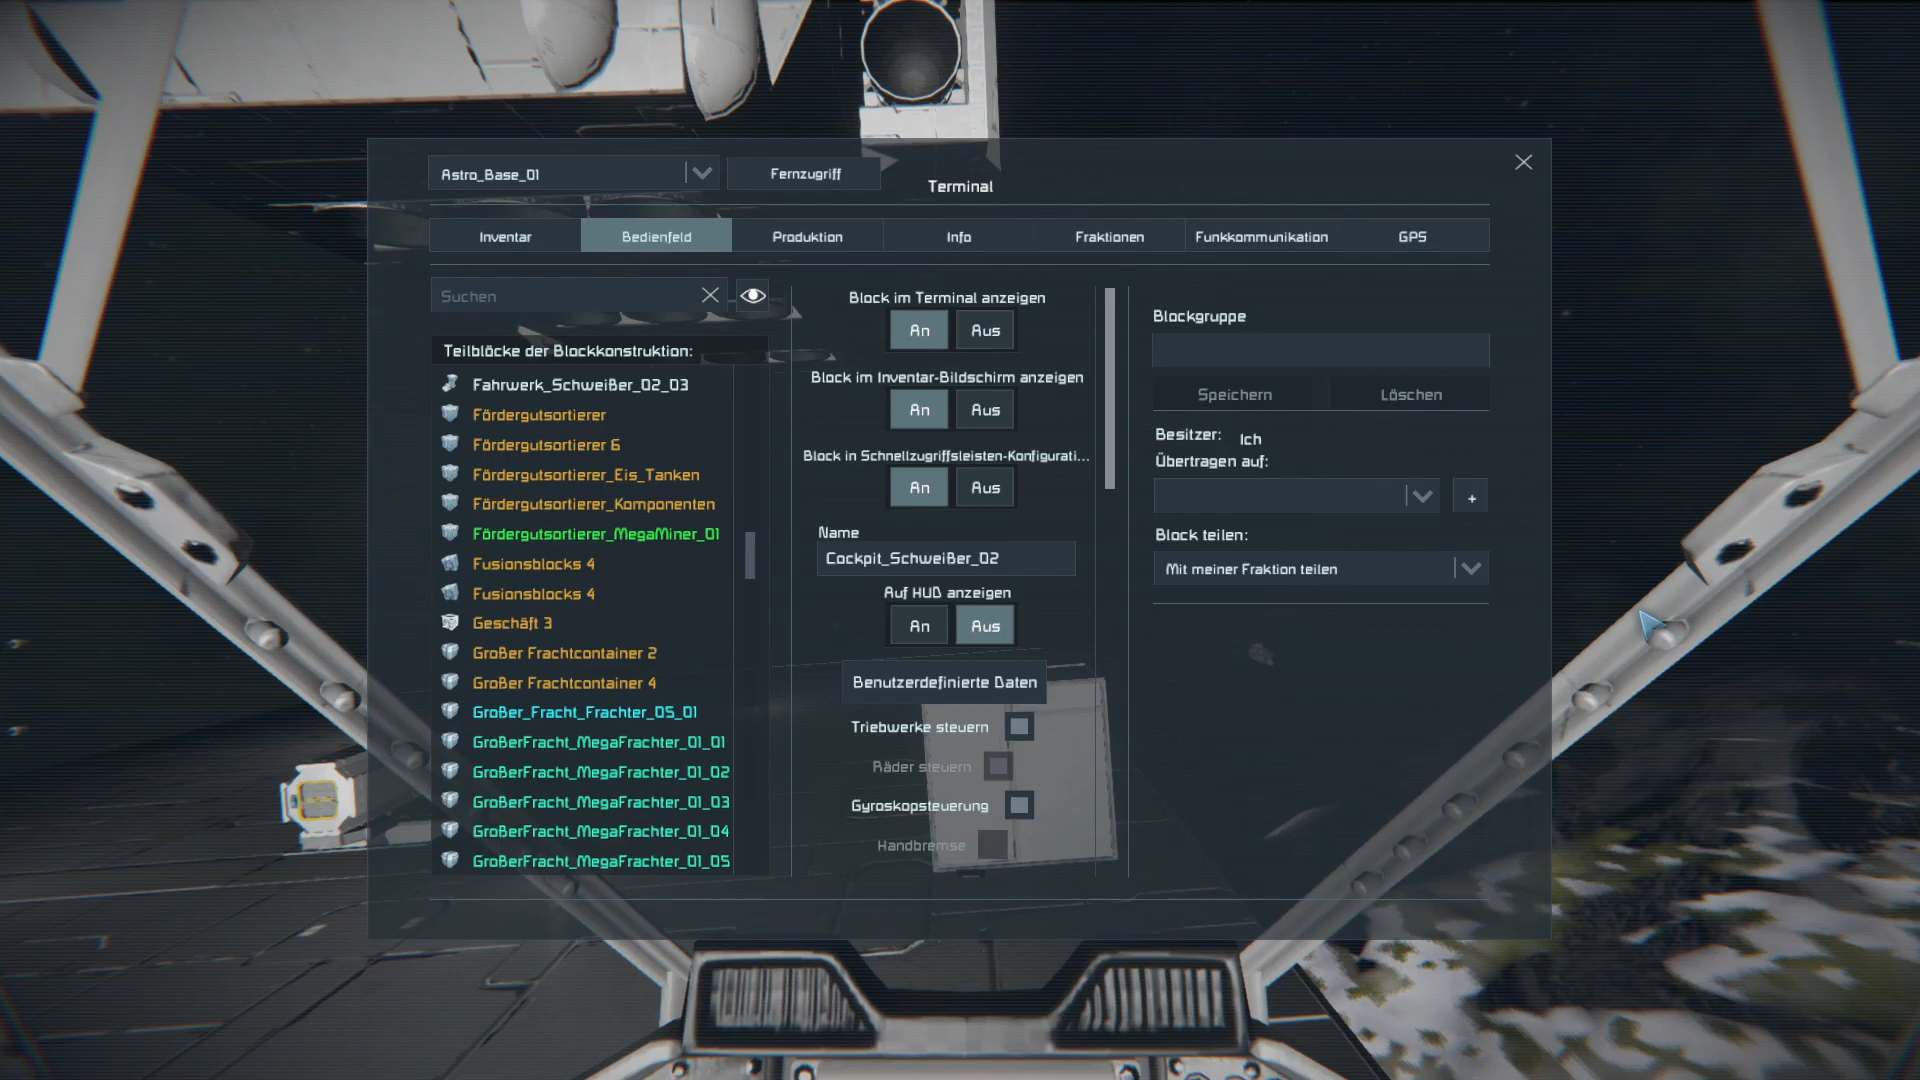 Astro_Base_01
Fernzugriff
Terminal
Inventar
Bedienfeld
Produktion
Info
Fraktionen
Funkkommunikation
GPS
Suchen
Teilblöcke der Blockkonstruktion:
Fahrwerk_Schweißer_02_03
Fördergutsortierer
Fördergutsortierer 6
Fördergutsortierer_Eis_Tanken
Fördergutsortierer_Komponenten
Fördergutsortierer_MegaMiner_01
Fusionsblocks 4
Fusionsblocks 4
Geschäft 3
Großer Frachtcontainer 2
Großer Frachtcontainer 4
Großer_Fracht_Frachter_05_01
GroßerFracht_MegaFrachter_01_01
GroßerFracht_MegaFrachter_01_02
GroßerFracht_MegaFrachter_01_03
GroßerFracht_MegaFrachter_01_04
GroßerFracht_MegaFrachter_01_05
Block im Terminal anzeigen
An Aus
Block im Inventar-Bildschirm anzeigen
An Aus
Block in Schnellzugriffsleisten-Konfigurati...
An Aus
Name
Cockpit_Schweißer_02
Auf HUD anzeigen
An Aus
Benutzerdefinierte Daten
Triebwerke steuern
Räder steuern
Gyroskopsteuerung
Handbremse
Blockgruppe
Speichern
Löschen
Besitzer: Ich
Übertragen auf:
+
Block teilen:
Mit meiner Fraktion teilen